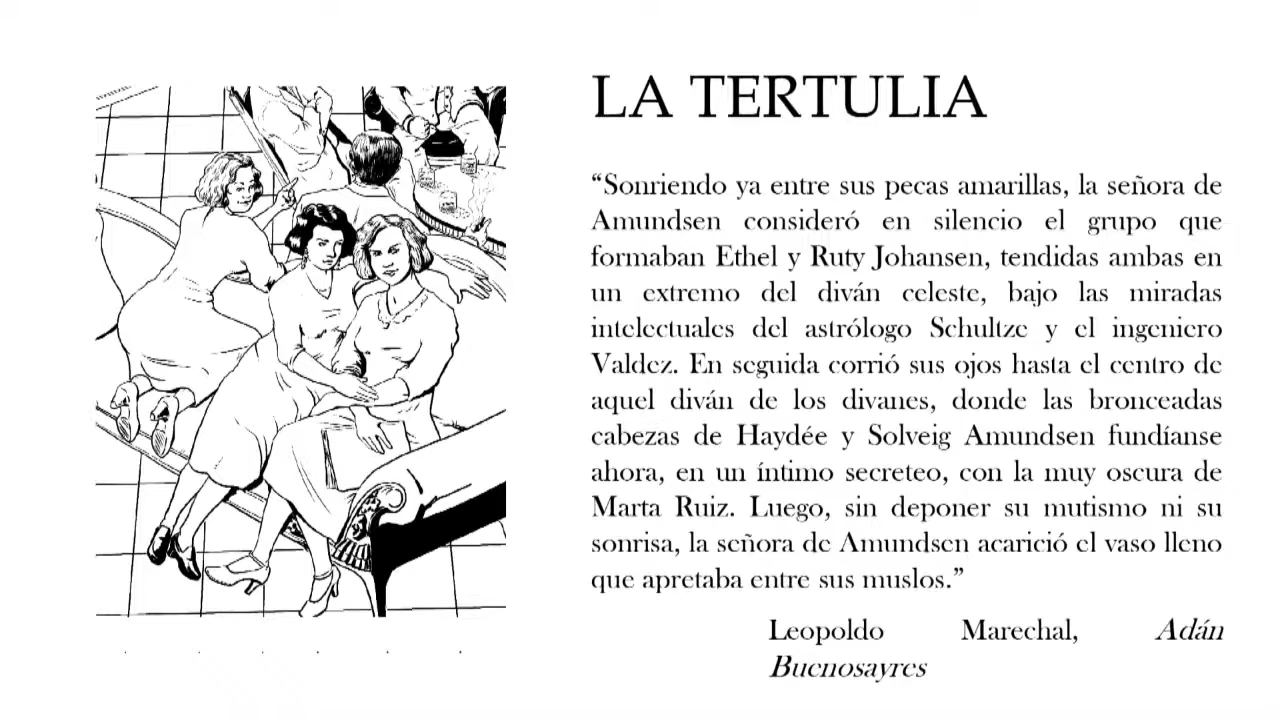 LA TERTULIA
“Sonriendo ya entre sus pecas amarillas, la señora de
Amundsen consideró en silencio el grupo que
formaban Ethel y Ruty Johansen, tendidas ambas en
un extremo del diván celeste, bajo las miradas
intelectuales del astrólogo Schultze y el ingeniero
Valdez. En seguida corrió sus ojos hasta el centro de
aquel diván de los divanes, donde las bronceadas
cabezas de Haydée y Solveig Amundsen fundíanse
ahora, en un íntimo secreteo, con la muy oscura de
Marta Ruiz. Luego, sin deponer su mutismo ni su
sonrisa, la señora de Amundsen acarició el vaso lleno
que apretaba entre sus muslos.”
Leopoldo Marechal, Adán
Buenosayres